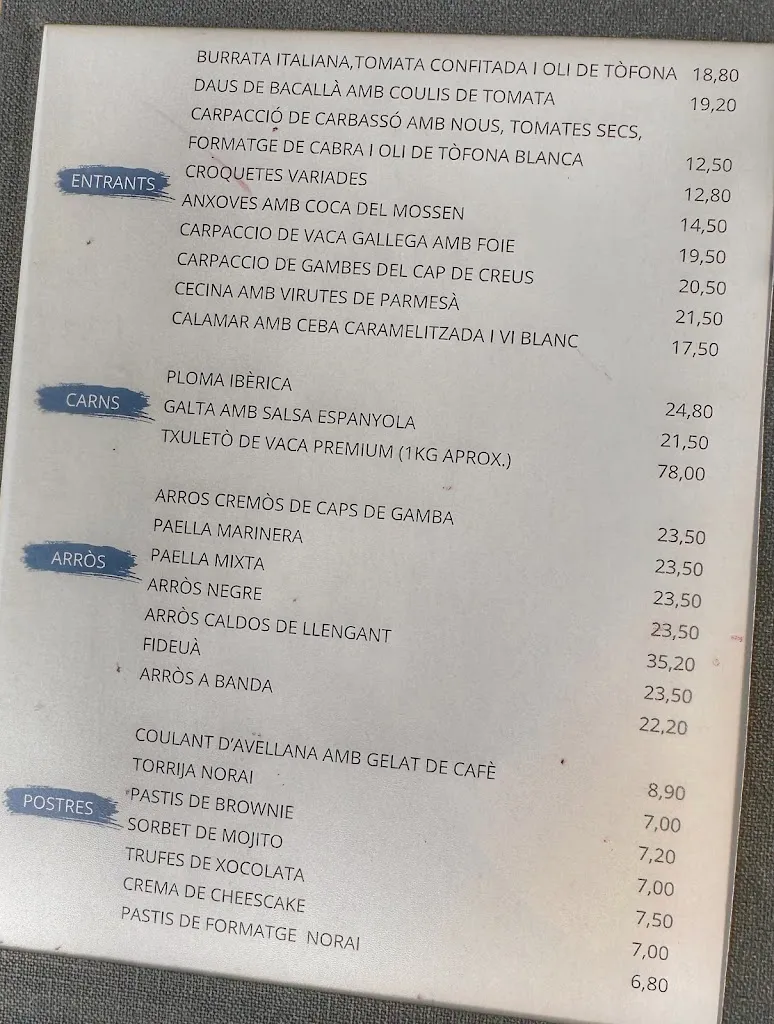 BURRATA ITALIANA,TOMATA CONFITADA I OLI DE TÒFONA 18,80
DAUS DE BACALLÀ AMB COULIS DE TOMATA 19,20
CARPACCIÓ DE CARBASSÓ AMB NOUS, TOMATES SECS,
FORMATGE DE CABRA I OLI DE TÒFONA BLANCA 12,50
ENTRANTS
CROQUETES VARIADES 12,80
ANXOVES AMB COCA DEL MOSSEN 14,50
CARPACCIO DE VACA GALLEGA AMB FOIE 19,50
CARPACCIO DE GAMBES DEL CAP DE CREUS 20,50
CECINA AMB VIRUTES DE PARMESÀ 21,50
CALAMAR AMB CEBA CARAMELITZADA I VI BLANC 17,50
CARNS
PLOMA IBÈRICA 24,80
GALTA AMB SALSA ESPANYOLA 21,50
TXULETÒ DE VACA PREMIUM (1KG APROX.) 78,00
ARRÒS
ARROS CREMÒS DE CAPS DE GAMBA 23,50
PAELLA MARINERA 23,50
PAELLA MIXTA 23,50
ARRÒS NEGRE 23,50
ARRÒS CALDOS DE LLENGANT 35,20
FIDEUÀ 23,50
ARRÒS A BANDA 22,20
POSTRES
COULANT D'AVELLANA AMB GELAT DE CAFÈ 8,90
TORRIJA NORAI 7,00
PASTIS DE BROWNIE 7,20
SORBET DE MOJITO 7,00
TRUFES DE XOCOLATA 7,50
CREMA DE CHEESCAKE 7,00
PASTIS DE FORMATGE NORAI 6,80